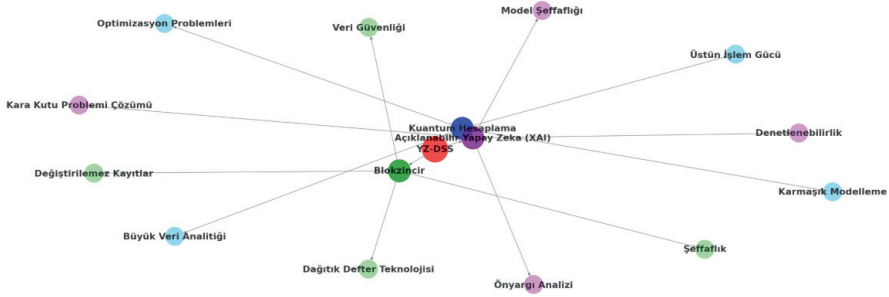 Model Şeffaflığı
Optimizasyon Problemleri
Veri Güvenliği
Üstün İşlem Gücü
Kara Kutu Problemi Çözümü
Kuantum Hesaplama
Denetlenebilirlik
Açıklanabilir Yapay Zeka (XAI)
YZ-DSS
Blokzincir
Değiştirilemez Kayıtlar
Karmaşık Modelleme
Büyük Veri Analitiği
Şeffaflık
Dağıtık Defter Teknolojisi
Önyargı Analizi